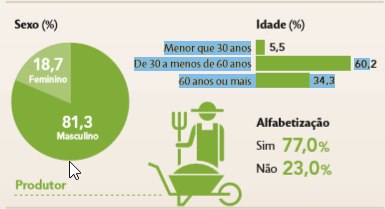 Sexo (%)
18,7
Feminino
81,3
Masculino
Idade (%)
Menor que 30 anos 5,5
De 30 a menos de 60 anos 60,2
60 anos ou mais 34,3
Alfabetização
Sim 77,0%
Não 23,0%
Produtor